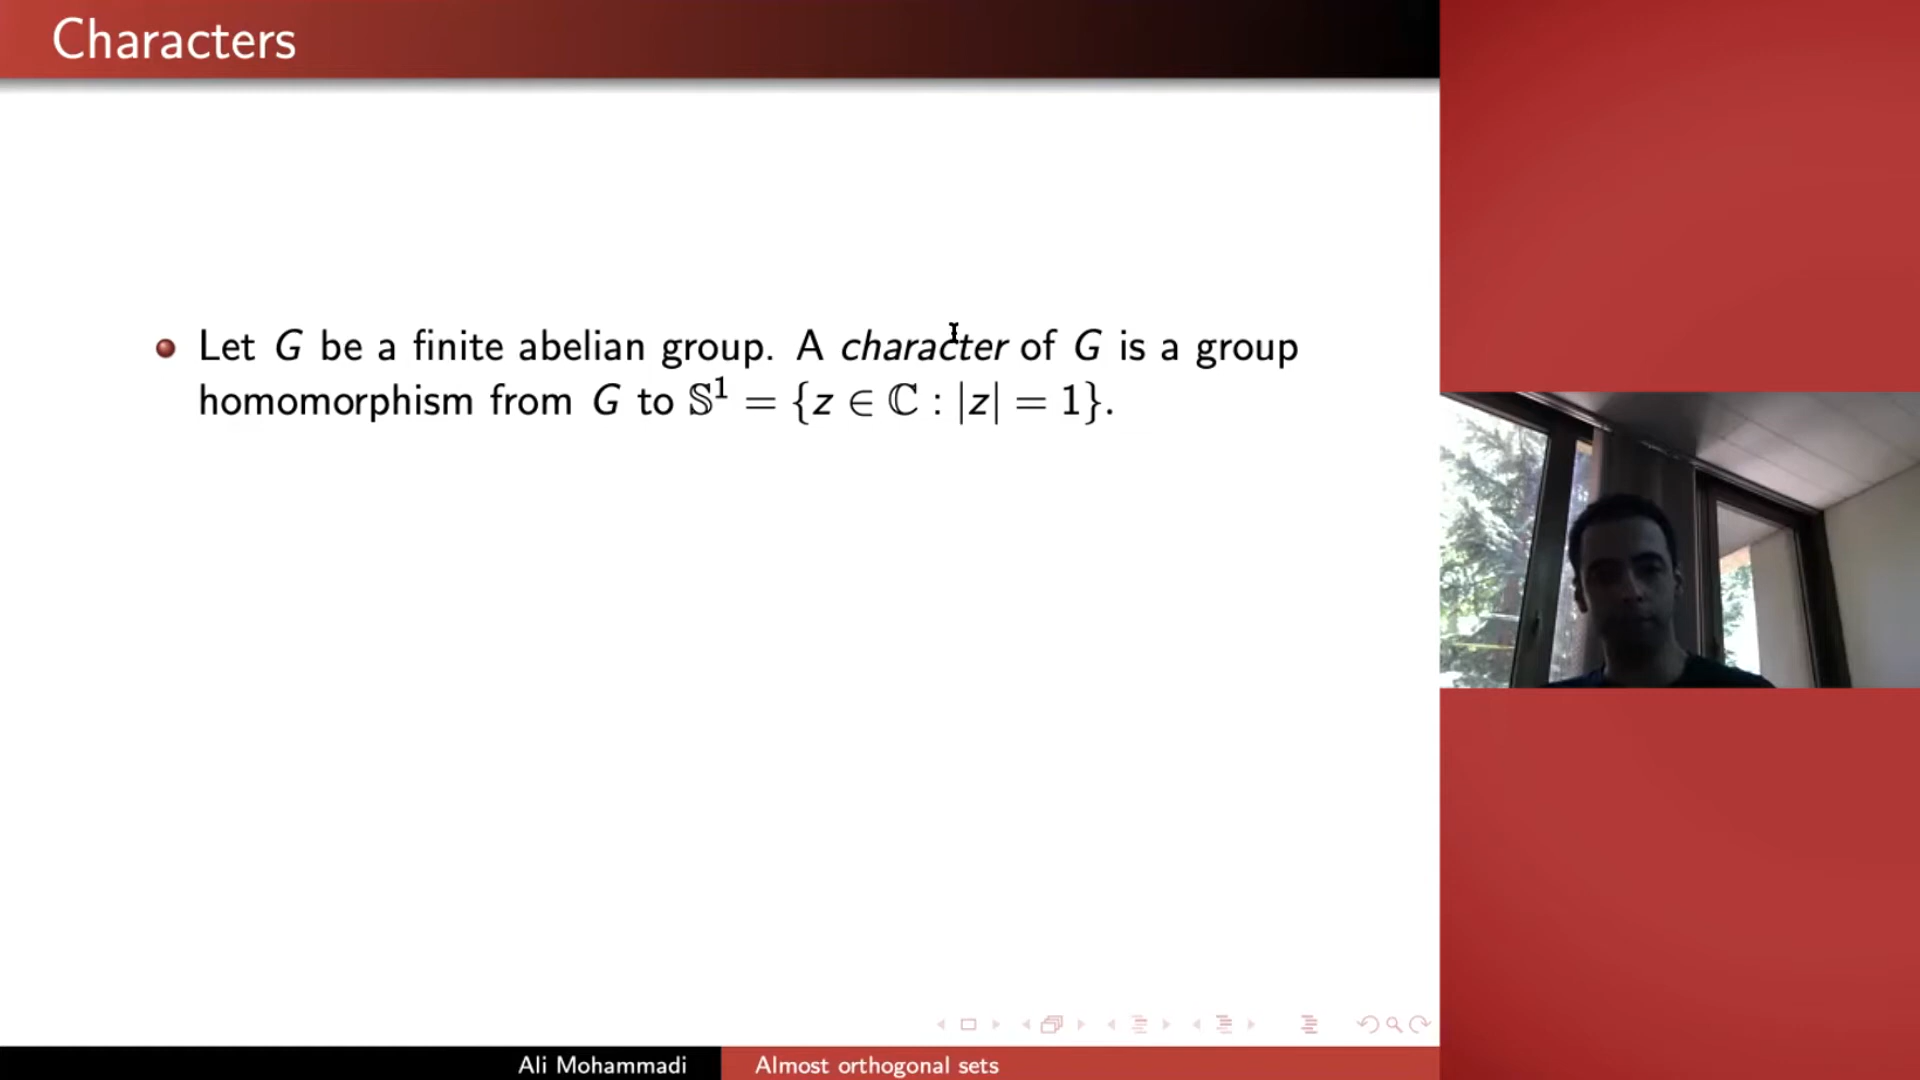 Characters
Let G be a finite abelian group. A character of G is a group
homomorphism from G to 𝕊¹ = {z ∈ ℂ : |z| = 1}.
Ali Mohammadi
Almost orthogonal sets